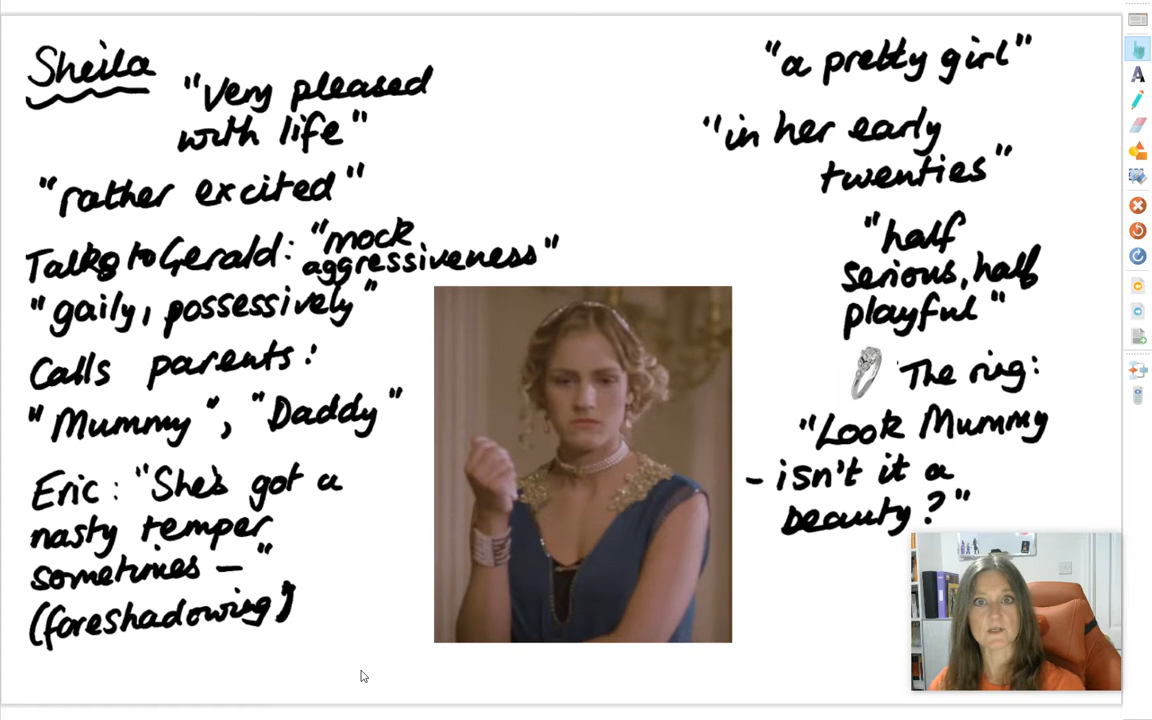 Sheila
"very pleased
with life"
"rather excited"
Talks to Gerald: "mock
aggressiveness"
"gaily, possessively"
Calls parents:
"Mummy", "Daddy"
Eric: "She's got a
nasty temper
sometimes –"
(foreshadowing)
"a pretty girl"
"in her early
twenties"
"half
serious, half
playful"
The ring:
"Look Mummy
– isn't it a
beauty?"